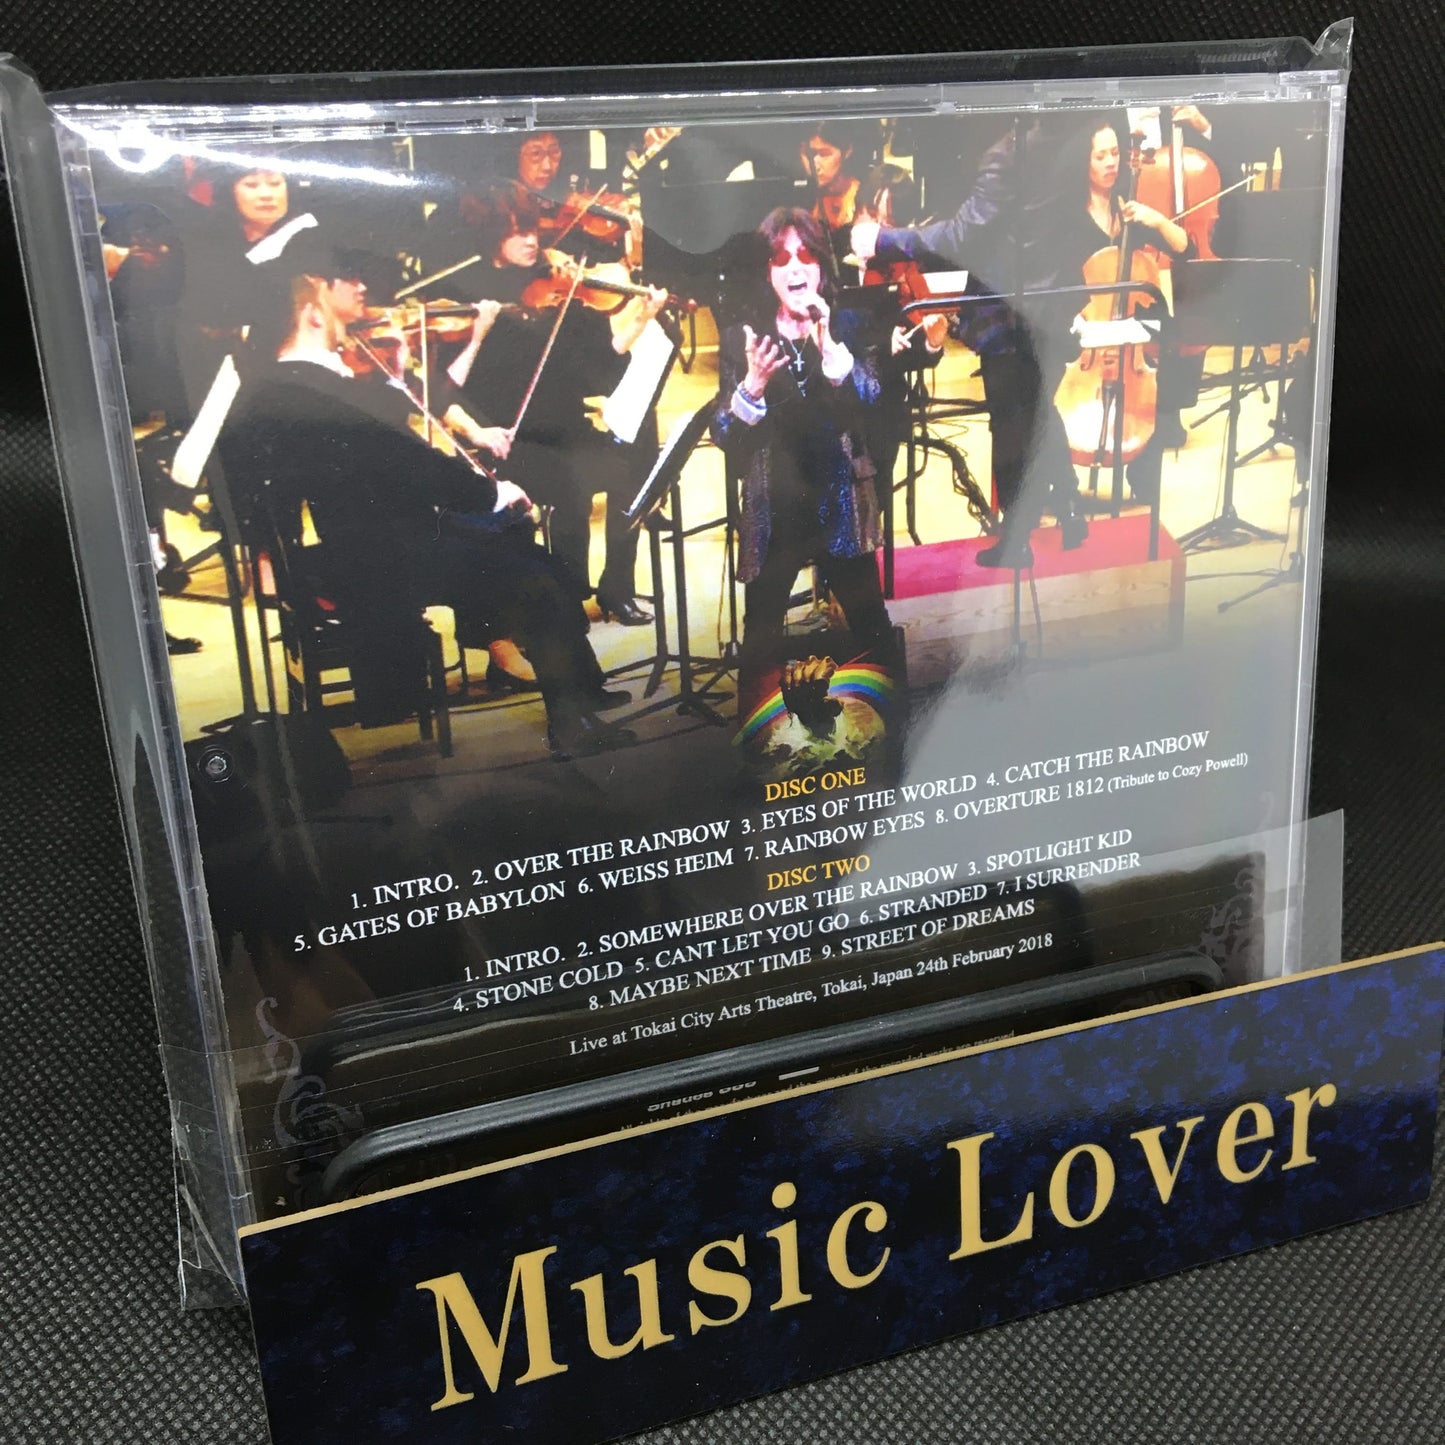 DISC ONE
1. INTRO. 2. OVER THE RAINBOW 3. EYES OF THE WORLD 4. CATCH THE RAINBOW
5. GATES OF BABYLON 6. WEISS HEIM 7. RAINBOW EYES 8. OVERTURE 1812 (Tribute to Cozy Powell)
DISC TWO
1. INTRO. 2. SOMEWHERE OVER THE RAINBOW 3. SPOTLIGHT KID
4. STONE COLD 5. CANT LET YOU GO 6. STRANDED 7. I SURRENDER
8. MAYBE NEXT TIME 9. STREET OF DREAMS
Live at Tokai City Arts Theatre, Tokai, Japan 24th February 2018
works are reserved
Music Lover